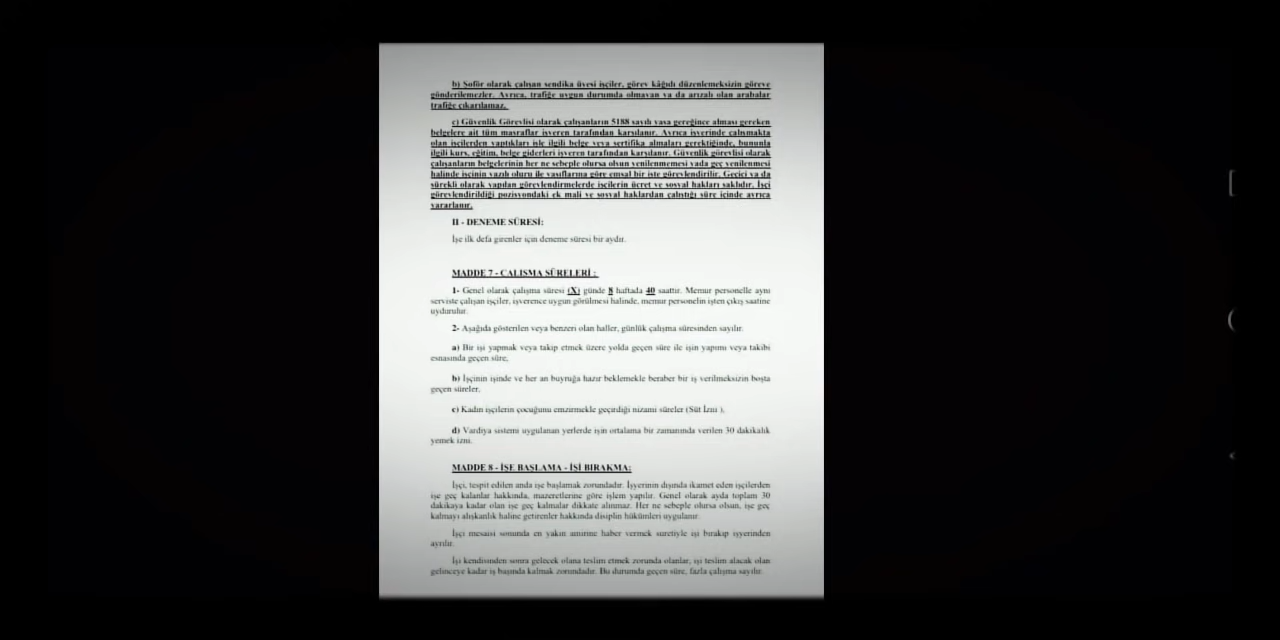 b) Şoför olarak çalışan sendika üyesi işçiler, görev kâğıdı düzenlemeksizin göreve
gönderilemezler. Ayrıca, trafiğe uygun durumda olmayan ya da arızalı olan arabalar
trafiğe çıkarılamaz.
c) Güvenlik Görevlisi olarak çalışanların 5188 sayılı yasa gereğince alması gereken
belgelere ait tüm masraflar işveren tarafından karşılanır. Ayrıca işyerinde çalışmakta
olan işçilerden yaptıkları işle ilgili belge veya sertifika almaları gerektiğinde, bununla
ilgili kurs, eğitim, belge giderleri işveren tarafından karşılanır. Güvenlik görevlisi olarak
çalışanların belgelerinin her ne sebeple olursa olsun yenilenmemesi yada geç yenilenmesi
halinde işçinin yazılı oluru ile vasıflarına göre emsal bir işte görevlendirilir. Geçici ya da
sürekli olarak yapılan görevlendirmelerde işçilerin ücret ve sosyal hakları saklıdır. İşçi
görevlendirildiği pozisyondaki ek mali ve sosyal haklardan çalıştığı süre içinde ayrıca
yararlanır.
II - DENEME SÜRESİ:
İşe ilk defa girenler için deneme süresi bir aydır.
MADDE 7 - ÇALIŞMA SÜRELERİ :
1- Genel olarak çalışma süresi (X) günde 8 haftada 40 saattir. Memur personelle aynı
serviste çalışan işçiler, işverence uygun görülmesi halinde, memur personelin işten çıkış saatine
uydurulur.
2- Aşağıda gösterilen veya benzeri olan haller, günlük çalışma süresinden sayılır.
a) Bir işi yapmak veya takip etmek üzere yolda geçen süre ile işin yapımı veya takibi
esnasında geçen süre,
b) İşçinin işinde ve her an buyruğa hazır beklemekle beraber bir iş verilmeksizin boşta
geçen süreler,
c) Kadın işçilerin çocuğunu emzirmekle geçirdiği nizami süreler (Süt İzni ),
d) Vardiya sistemi uygulanan yerlerde işin ortalama bir zamanında verilen 30 dakikalık
yemek izni.
MADDE 8 - İŞE BAŞLAMA - İŞİ BIRAKMA:
İşçi, tespit edilen anda işe başlamak zorundadır. İşyerinin dışında ikamet eden işçilerden
işe geç kalanlar hakkında, mazeretlerine göre işlem yapılır. Genel olarak ayda toplam 30
dakikaya kadar olan işe geç kalmalar dikkate alınmaz. Her ne sebeple olursa olsun, işe geç
kalmayı alışkanlık haline getirenler hakkında disiplin hükümleri uygulanır.
İşçi mesaisi sonunda en yakın amirine haber vermek suretiyle işi bırakıp işyerinden
ayrılır.
İşi kendisinden sonra gelecek olana teslim etmek zorunda olanlar, işi teslim alacak olan
gelinceye kadar iş başında kalmak zorundadır. Bu durumda geçen süre, fazla çalışma sayılır.